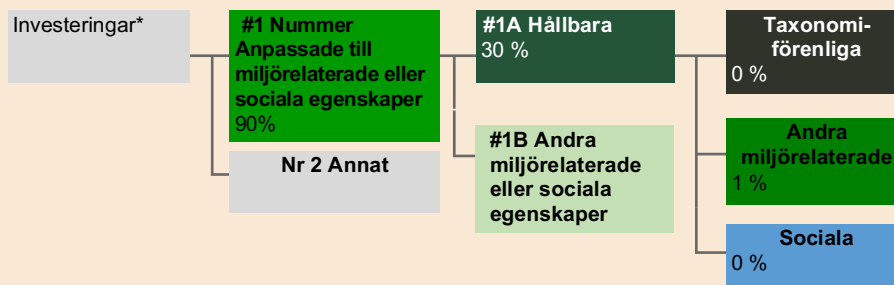 Investeringar*
#1 Nummer
Anpassade till
miljörelaterade eller
sociala egenskaper
90%
Nr 2 Annat
#1A Hållbara
30 %
#1B Andra
miljörelaterade
eller sociala
egenskaper
Taxonomi-
förenliga
0 %
Andra
miljörelaterade
1 %
Sociala
0 %